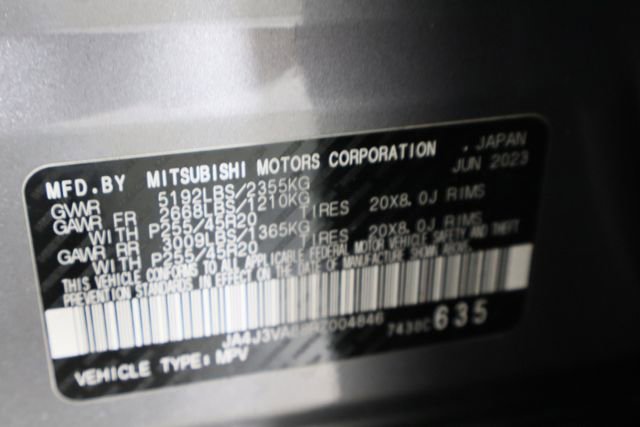 MFD.BY MITSUBISHI MOTORS CORPORATION , JAPAN
GVWR 5192LBS/2355KG JUN 2023
GAWR FR 2668LBS/1210KG
WITH P255/45R20 TIRES 20X8.0J RIMS
GAWR RR 3009LBS/1365KG
WITH P255/45R20 TIRES 20X8.0J RIMS
THIS VEHICLE CONFORMS TO ALL APPLICABLE FEDERAL MOTOR VEHICLE SAFETY AND THEFT
PREVENTION STANDARDS IN EFFECT ON THE DATE OF MANUFACTURE SHOWN ABOVE.
7430C 635
VEHICLE TYPE: MPV